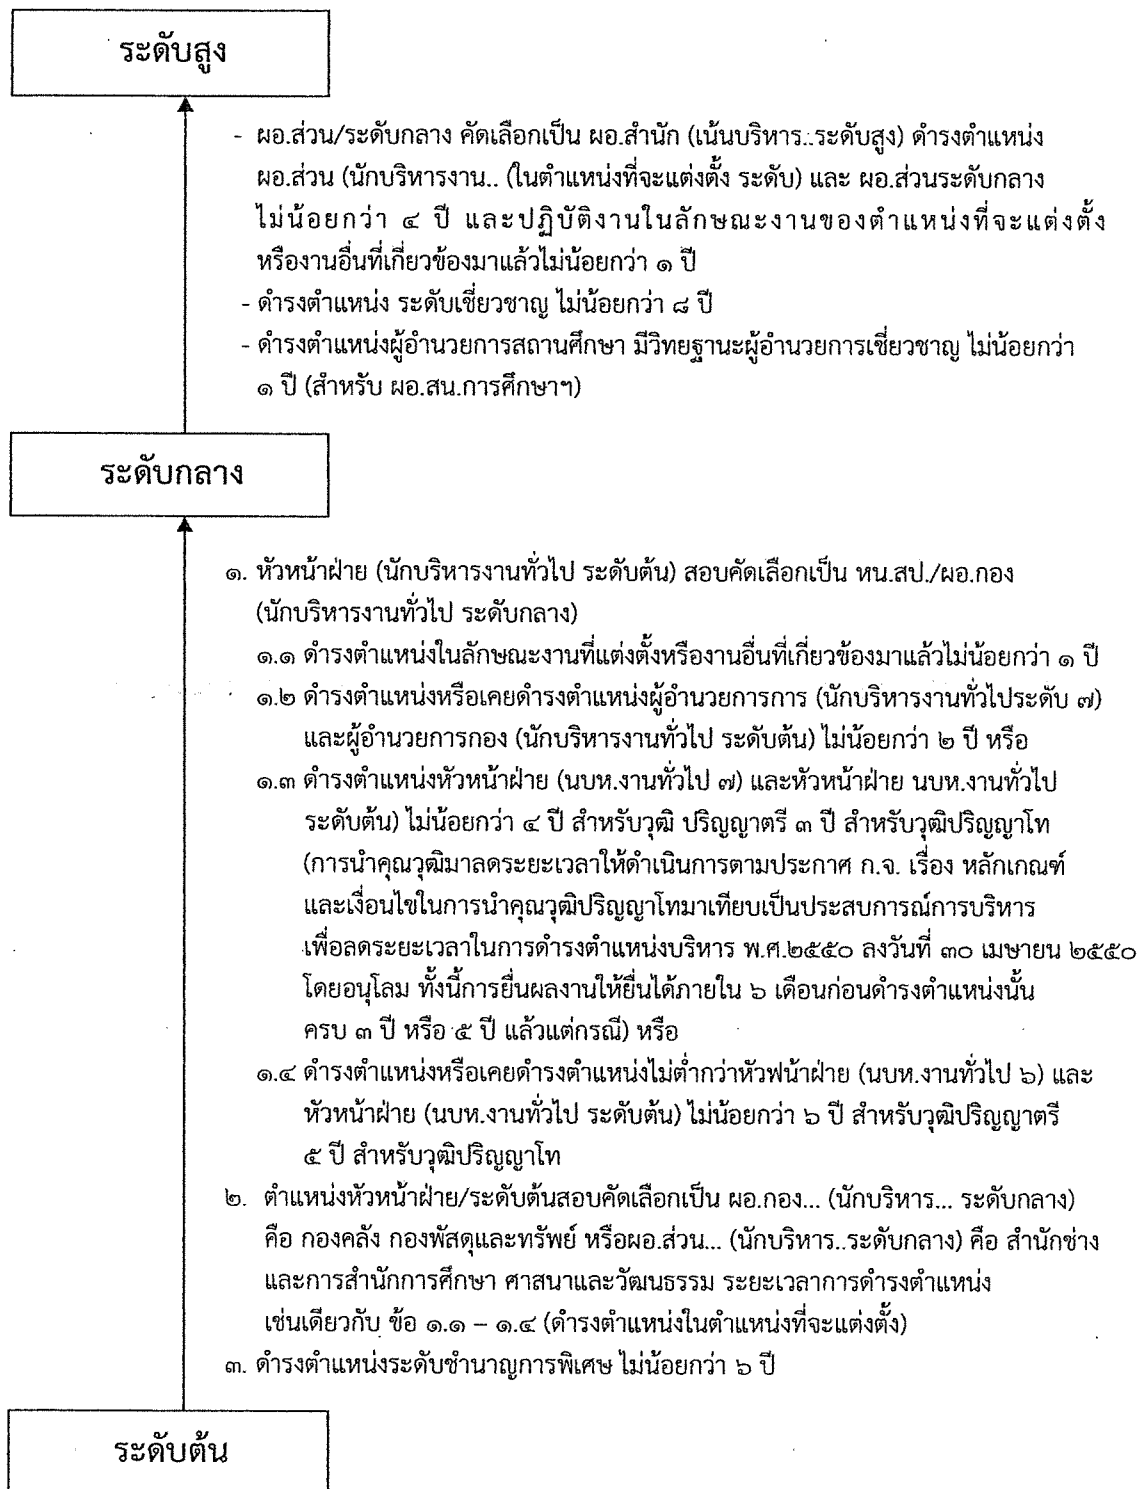 ระดับสูง
- ผอ.ส่วน/ระดับกลาง คัดเลือกเป็น ผอ.สำนัก (เน้นบริหาร..ระดับสูง) ดำรงตำแหน่ง
ผอ.ส่วน (นักบริหารงาน.. (ในตำแหน่งที่จะแต่งตั้ง ระดับ) และ ผอ.ส่วนระดับกลาง
ไม่น้อยกว่า ๔ ปี และปฏิบัติงานในลักษณะงานของตำแหน่งที่จะแต่งตั้ง
หรืองานอื่นที่เกี่ยวข้องมาแล้วไม่น้อยกว่า ๑ ปี
- ดำรงตำแหน่ง ระดับเชี่ยวชาญ ไม่น้อยกว่า ๘ ปี
- ดำรงตำแหน่งผู้อำนวยการสถานศึกษา มีวิทยฐานะผู้อำนวยการเชี่ยวชาญ ไม่น้อยกว่า
๑ ปี (สำหรับ ผอ.สน.การศึกษาฯ)
ระดับกลาง
๑. หัวหน้าฝ่าย (นักบริหารงานทั่วไป ระดับต้น) สอบคัดเลือกเป็น หน.สป./ผอ.กอง
(นักบริหารงานทั่วไป ระดับกลาง)
๑.๑ ดำรงตำแหน่งในลักษณะงานที่แต่งตั้งหรืองานอื่นที่เกี่ยวข้องมาแล้วไม่น้อยกว่า ๑ ปี
๑.๒ ดำรงตำแหน่งหรือเคยดำรงตำแหน่งผู้อำนวยการการ (นักบริหารงานทั่วไประดับ ๗)
และผู้อำนวยการกอง (นักบริหารงานทั่วไป ระดับต้น) ไม่น้อยกว่า ๒ ปี หรือ
๑.๓ ดำรงตำแหน่งหัวหน้าฝ่าย (นบห.งานทั่วไป ๗) และหัวหน้าฝ่าย นบห.งานทั่วไป
ระดับต้น) ไม่น้อยกว่า ๔ ปี สำหรับวุฒิ ปริญญาตรี ๓ ปี สำหรับวุฒิปริญญาโท
(การนำคุณวุฒิมาลดระยะเวลาให้ดำเนินการตามประกาศ ก.จ. เรื่อง หลักเกณฑ์
และเงื่อนไขในการนำคุณวุฒิปริญญาโทมาเทียบเป็นประสบการณ์การบริหาร
เพื่อลดระยะเวลาในการดำรงตำแหน่งบริหาร พ.ศ.๒๕๕๐ ลงวันที่ ๓๐ เมษายน ๒๕๕๐
โดยอนุโลม ทั้งนี้การยื่นผลงานให้ยื่นได้ภายใน ๖ เดือนก่อนดำรงตำแหน่งนั้น
ครบ ๓ ปี หรือ ๕ ปี แล้วแต่กรณี) หรือ
๑.๔ ดำรงตำแหน่งหรือเคยดำรงตำแหน่งไม่ต่ำกว่าหัวฟน้าฝ่าย (นบห.งานทั่วไป ๖) และ
หัวหน้าฝ่าย (นบห.งานทั่วไป ระดับต้น) ไม่น้อยกว่า ๖ ปี สำหรับวุฒิปริญญาตรี
๕ ปี สำหรับวุฒิปริญญาโท
๒. ตำแหน่งหัวหน้าฝ่าย/ระดับต้นสอบคัดเลือกเป็น ผอ.กอง... (นักบริหาร... ระดับกลาง)
คือ กองคลัง กองพัสดุและทรัพย์ หรือผอ.ส่วน... (นักบริหาร..ระดับกลาง) คือ สำนักช่าง
และการสำนักการศึกษา ศาสนาและวัฒนธรรม ระยะเวลาการดำรงตำแหน่ง
เช่นเดียวกับ ข้อ ๑.๑ – ๑.๔ (ดำรงตำแหน่งในตำแหน่งที่จะแต่งตั้ง)
๓. ดำรงตำแหน่งระดับชำนาญการพิเศษ ไม่น้อยกว่า ๖ ปี
ระดับต้น